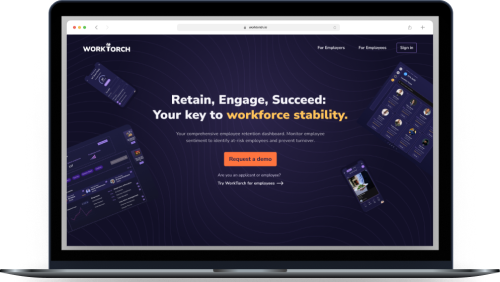 worktorch.io
WORKTORCH
For Employers
For Employees
Sign in
Retain, Engage, Succeed:
Your key to workforce stability.
Your comprehensive employee retention dashboard. Monitor employee
sentiment to identify at-risk employees and prevent turnover.
Request a demo
Are you an applicant or employee?
Try WorkTorch for employees